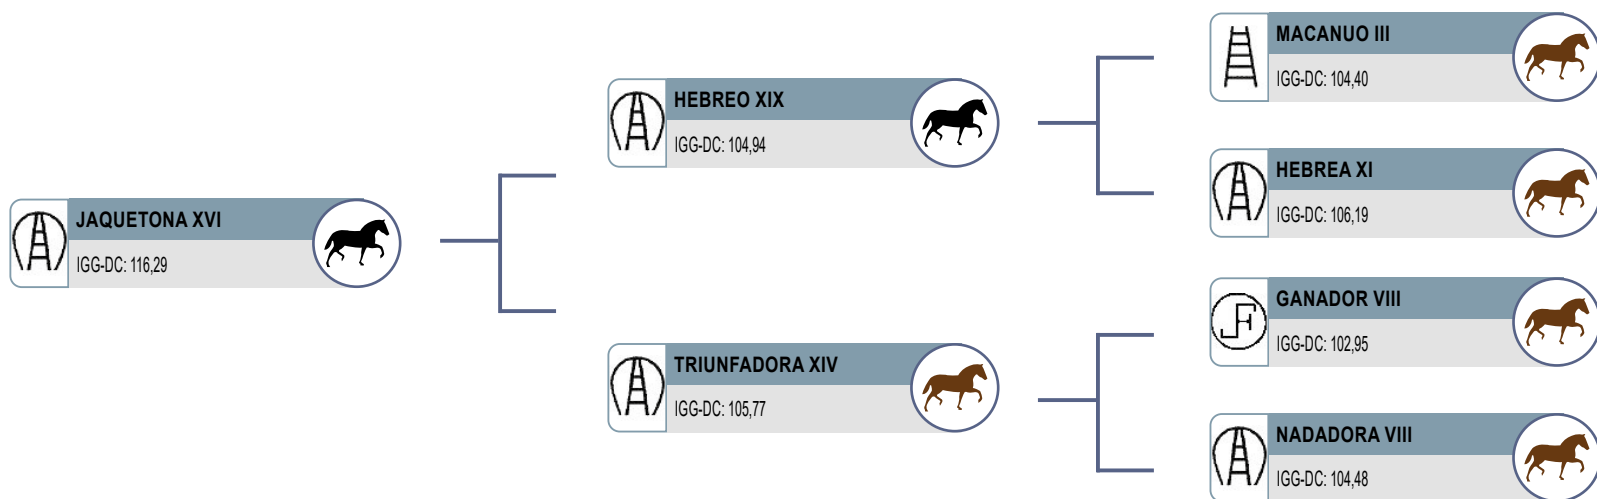 JAQUETONA XVI
IGG-DC: 116,29
HEBREO XIX
IGG-DC: 104,94
TRIUNFADORA XIV
IGG-DC: 105,77
MACANUO III
IGG-DC: 104,40
HEBREA XI
IGG-DC: 106,19
GANADOR VIII
IGG-DC: 102,95
NADADORA VIII
IGG-DC: 104,48